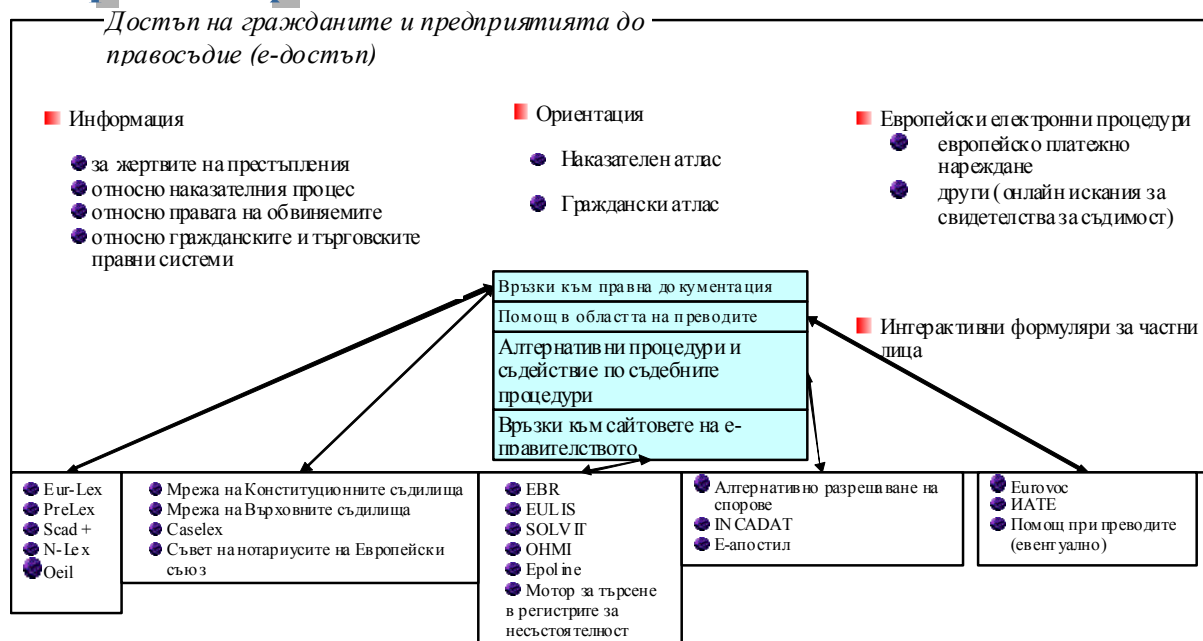 Достъп на гражданите и предприятията до
правосъдие (е-достъп)
Информация
за жертвите на престъпления
относно наказателния процес
относно правата на обвиняемите
относно гражданските и търговските
правни системи
Ориентация
Наказателен атлас
Граждански атлас
Европейски електронни процедури
европейско платежно
нареждане
други (онлайн искания за
свидетелства за съдимост)
Интерактивни формуляри за частни
лица
Връзки към правна документация
Помощ в областта на преводите
Алтернативни процедури и
съдействие по съдебните
процедури
Връзки към сайтовете на е-
правителството
Eur-Lex
PreLex
Scad +
N-Lex
Oeil
Мрежа на Конституционните съдилища
Мрежа на Върховните съдилища
Caselex
Съвет на нотариусите на Европейски
съюз
EBR
EULIS
SOLVIT
OHMI
Epoline
Мотор за търсене
в регистрите за
несъстоятелност
Алтернативно разрешаване на
спорове
INCADAT
Е-апостил
Eurovoc
ИАТЕ
Помощ при преводите
(евентуално)